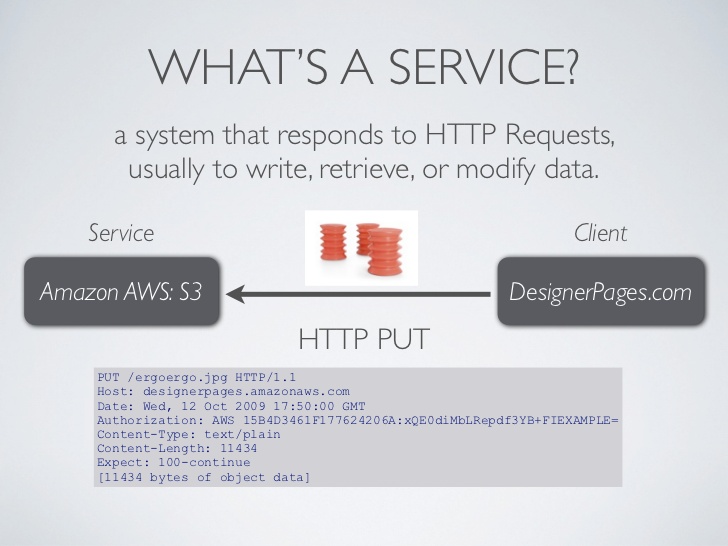 WHAT'S A SERVICE?
a system that responds to HTTP Requests,
usually to write, retrieve, or modify data.
Service
Client
Amazon AWS: S3
DesignerPages.com
HTTP PUT
PUT /ergoergo.jpg HTTP/1.1
Host: designerpages.amazonaws.com
Date: Wed, 12 Oct 2009 17:50:00 GMT
Authorization: AWS 15B4D3461F177624206A:xQE0diMbLRepdf3YB+FIEXAMPLE=
Content-Type: text/plain
Content-Length: 11434
Expect: 100-continue
[11434 bytes of object data]